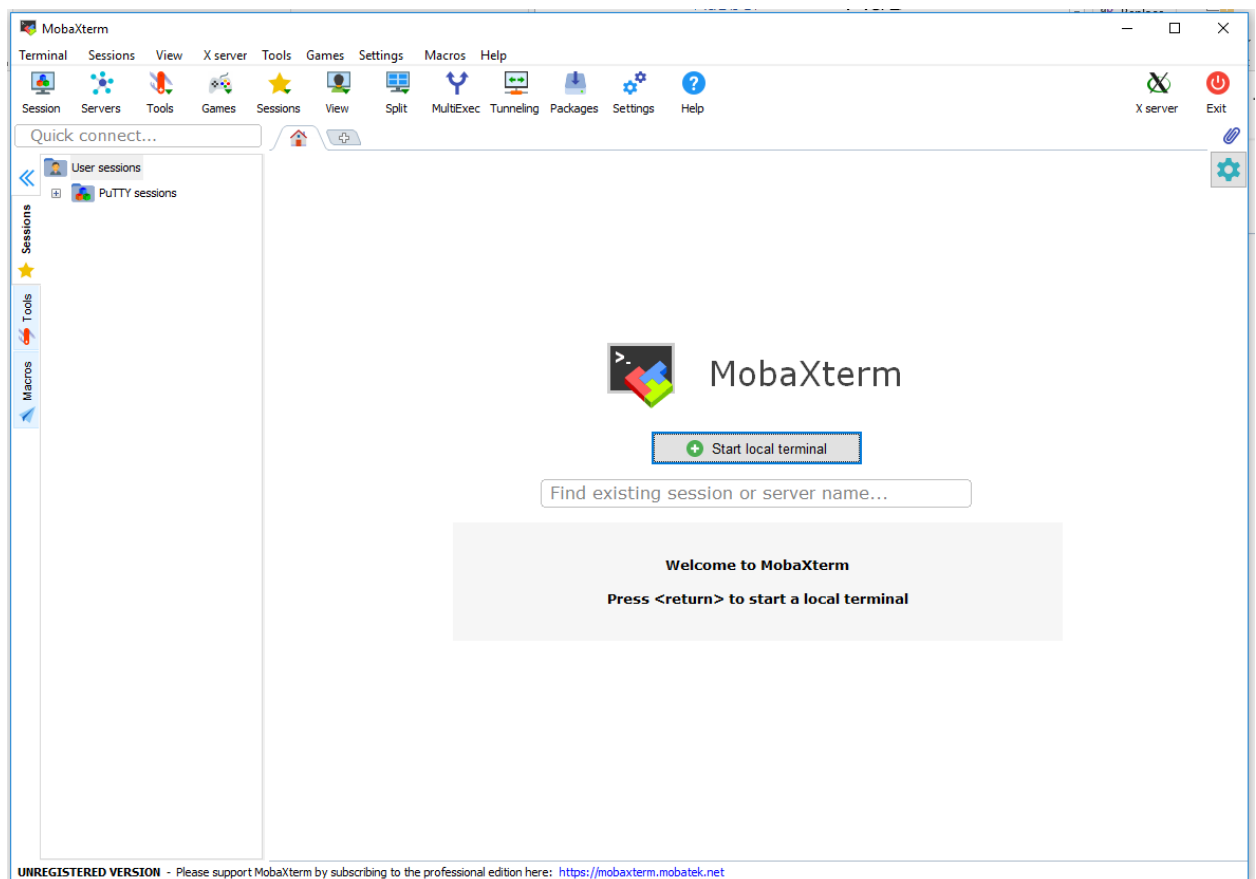 MobaXterm
Terminal Sessions View X server Tools Games Settings Macros Help
Session Servers Tools Games Sessions View Split MultiExec Tunneling Packages Settings Help X server Exit
Quick connect...
User sessions
PuTTY sessions
Sessions
Tools
Macros
>_
MobaXterm
Start local terminal
Find existing session or server name...
Welcome to MobaXterm
Press <return> to start a local terminal
UNREGISTERED VERSION - Please support MobaXterm by subscribing to the professional edition here: https://mobaxterm.mobatek.net